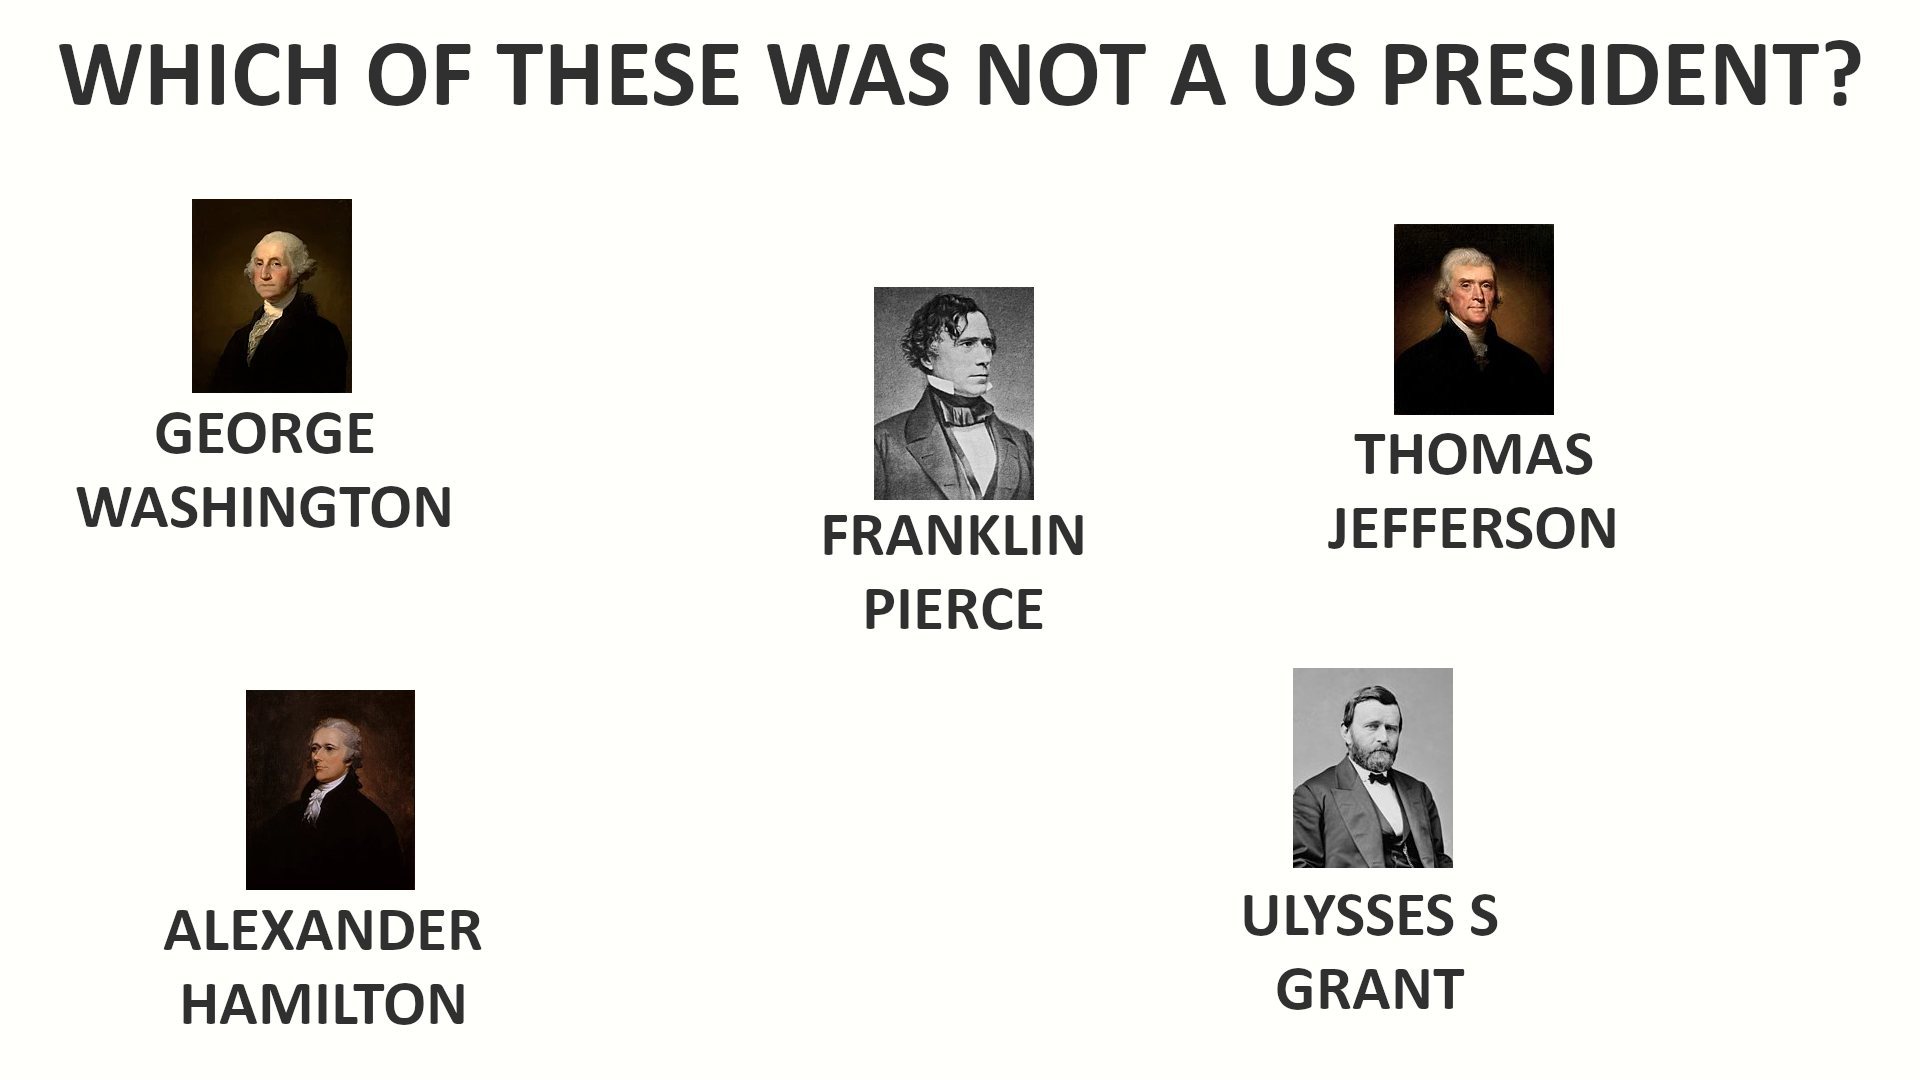 WHICH OF THESE WAS NOT A US PRESIDENT?
GEORGE
WASHINGTON
FRANKLIN
PIERCE
THOMAS
JEFFERSON
ALEXANDER
HAMILTON
ULYSSES S
GRANT